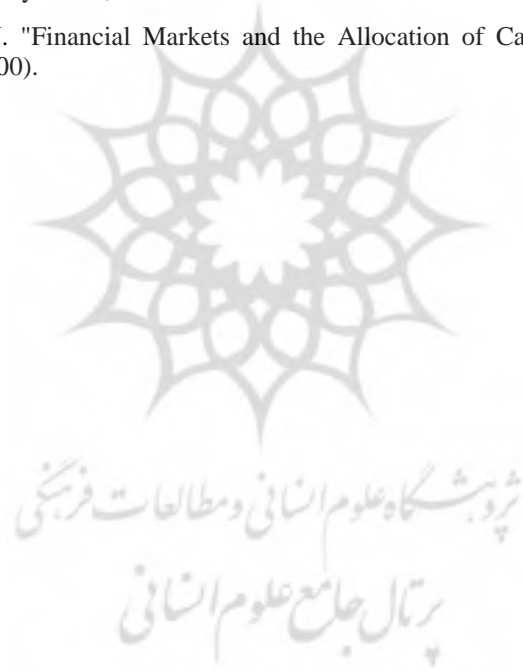 . "Financial Markets and the Allocation of Ca
00).
پژوهشگاه علوم انسانی و مطالعات فرهنگی
پرتال جامع علوم انسانی